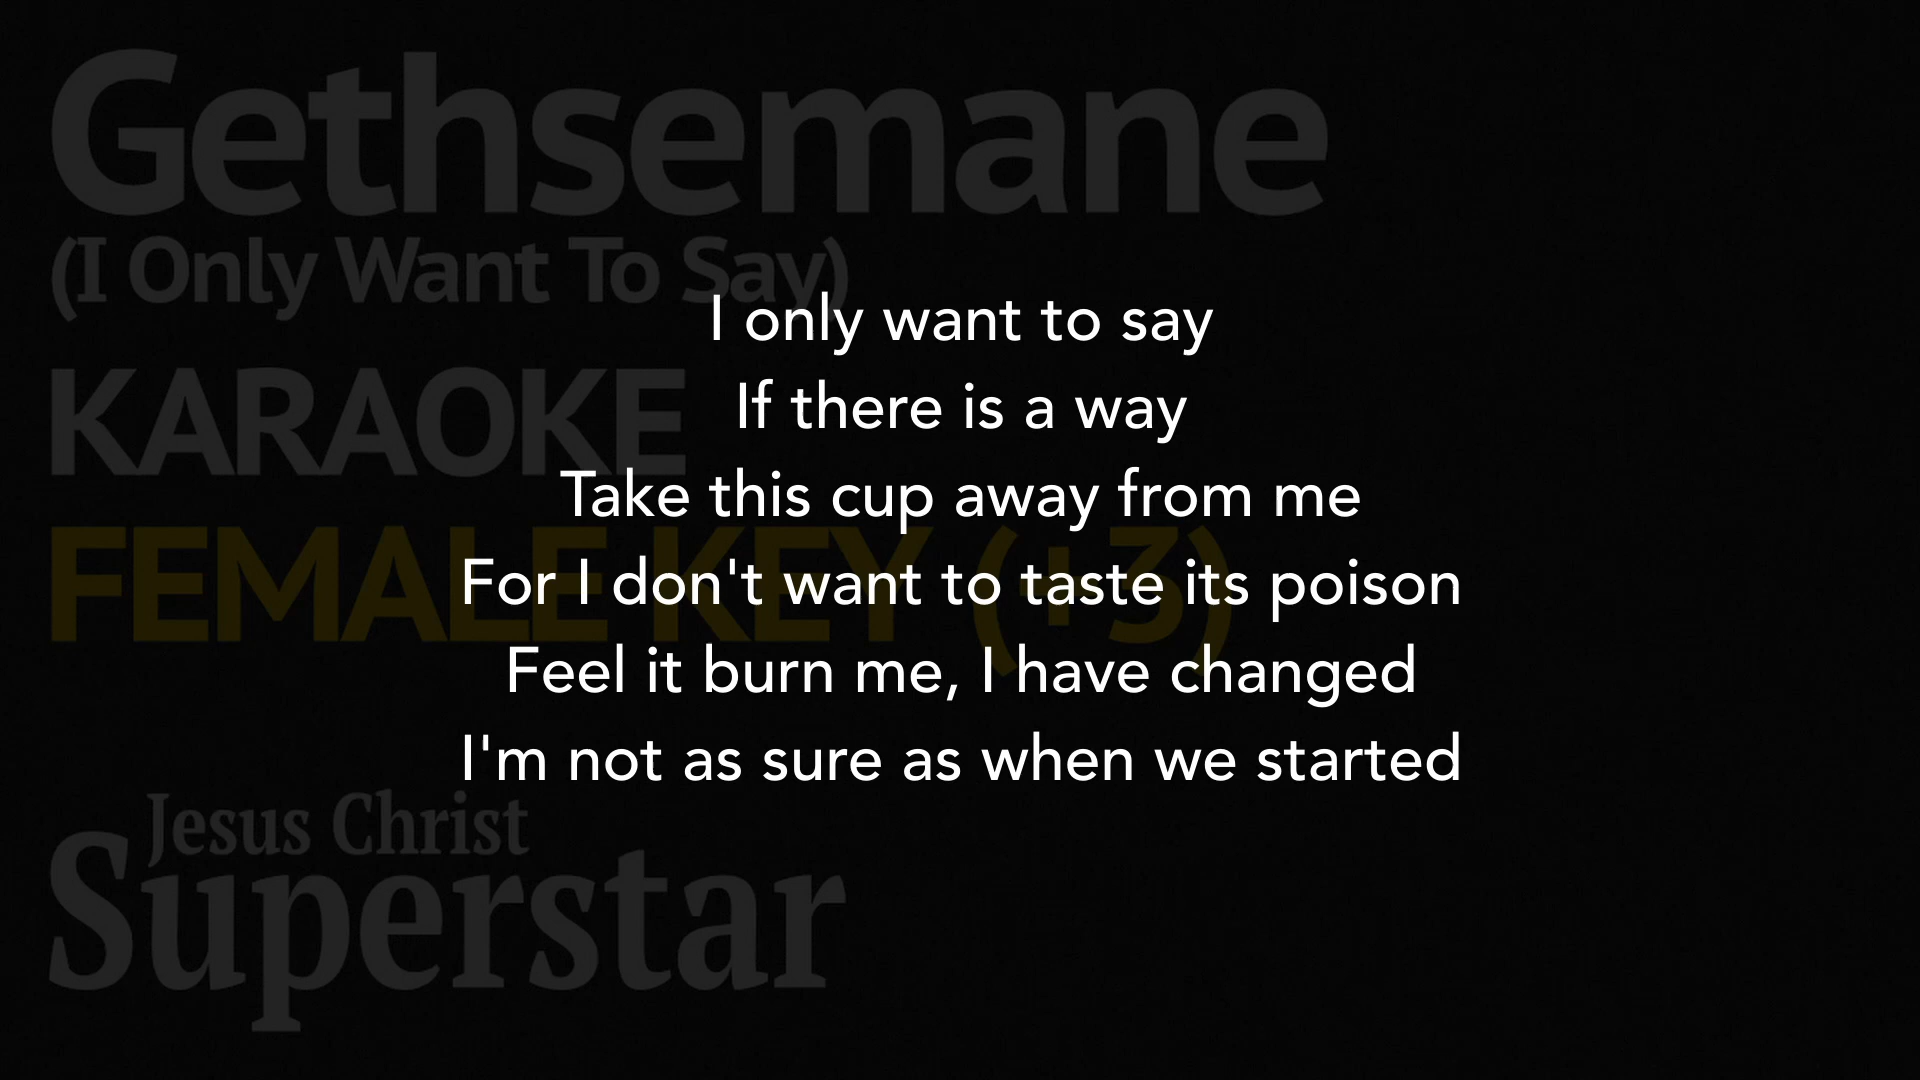 Gethsemane
(I Only Want To Say)
KARAOKE
FEMALE KEY (+3)
I only want to say
If there is a way
Take this cup away from me
For I don't want to taste its poison
Feel it burn me, I have changed
I'm not as sure as when we started
Jesus Christ
Superstar